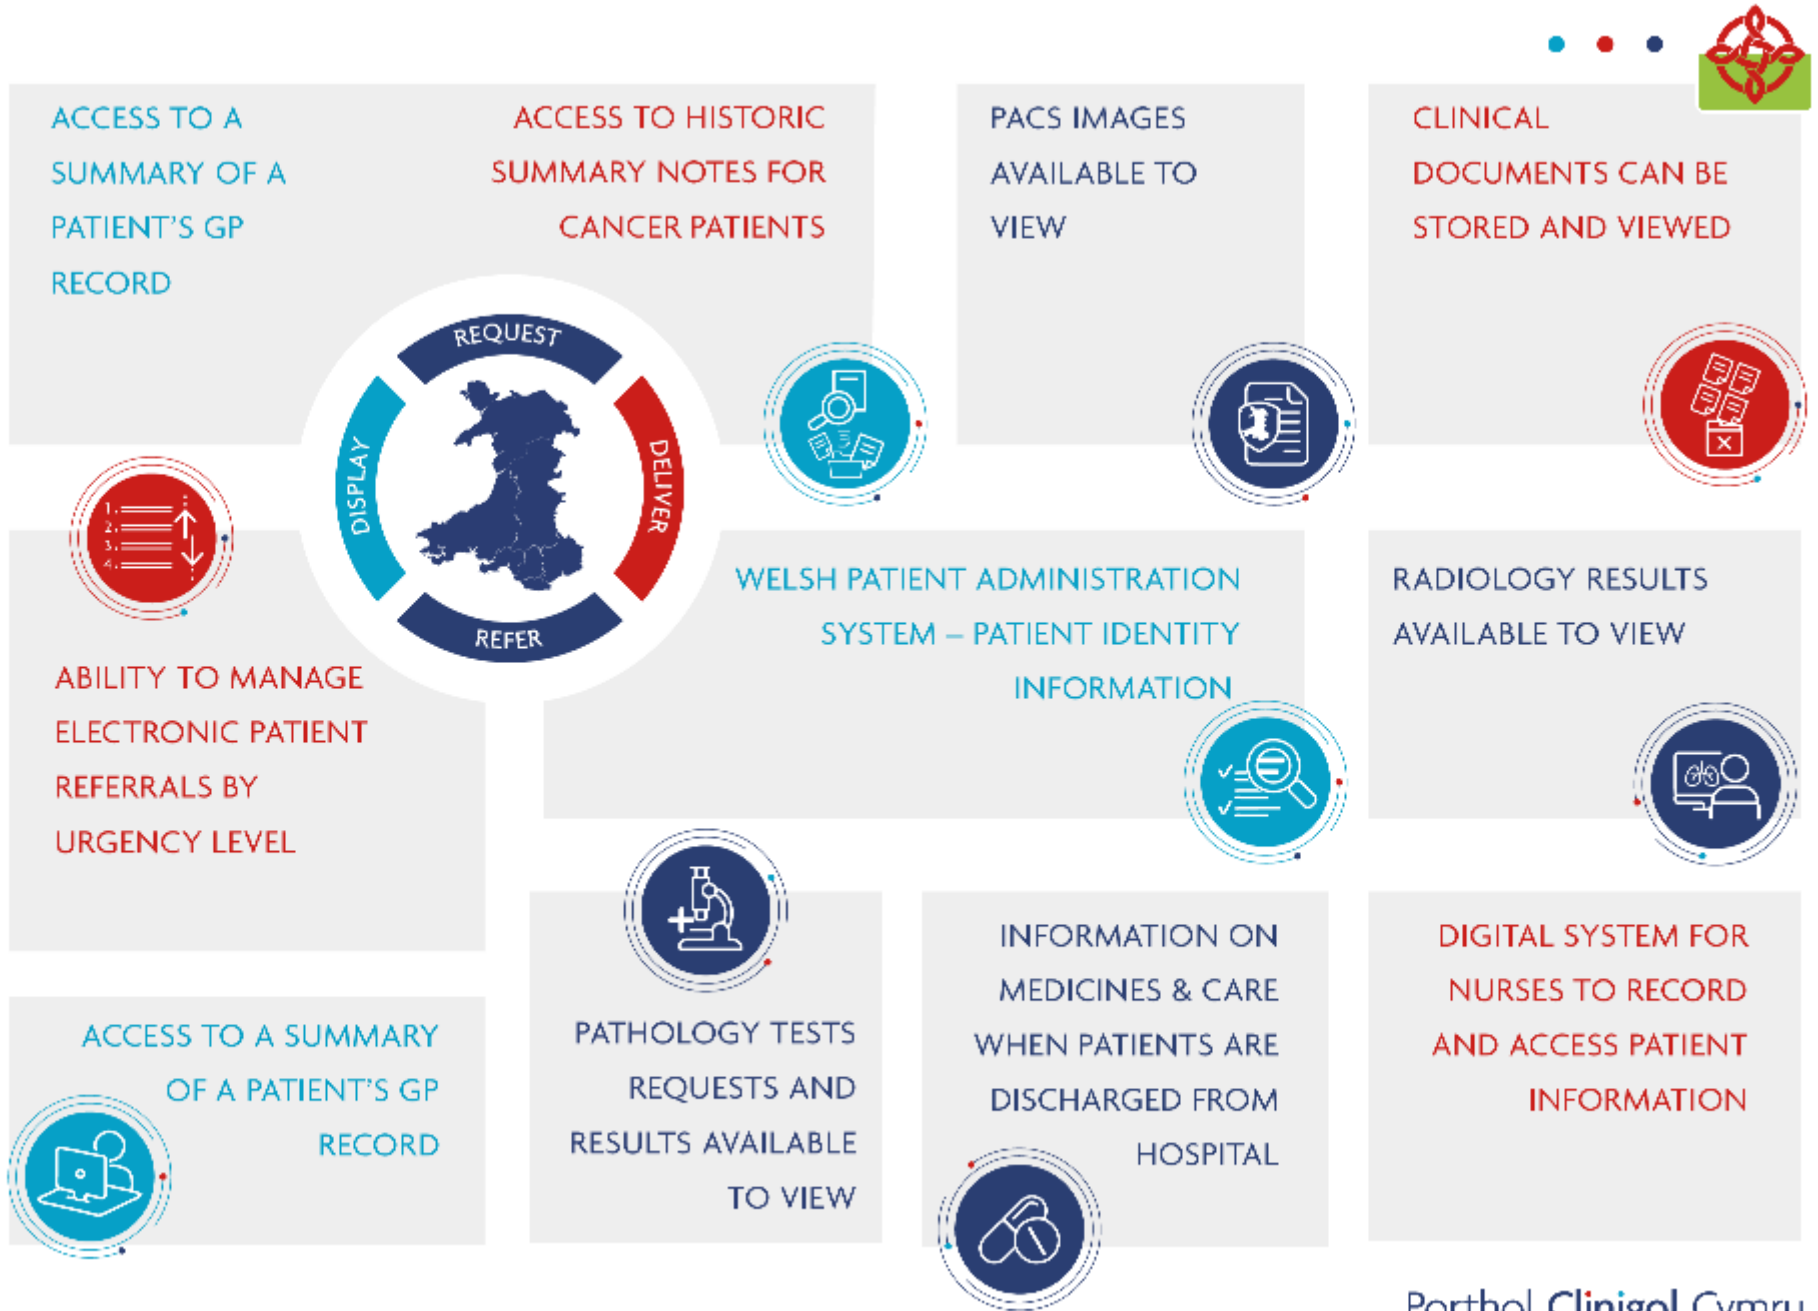 ACCESS TO A
SUMMARY OF A
PATIENT'S GP
RECORD
ACCESS TO HISTORIC
SUMMARY NOTES FOR
CANCER PATIENTS
PACS IMAGES
AVAILABLE TO
VIEW
CLINICAL
DOCUMENTS CAN BE
STORED AND VIEWED
REQUEST
DISPLAY
DELIVER
REFER
1.
2.
3.
4.
ABILITY TO MANAGE
ELECTRONIC PATIENT
REFERRALS BY
URGENCY LEVEL
WELSH PATIENT ADMINISTRATION
SYSTEM – PATIENT IDENTITY
INFORMATION
RADIOLOGY RESULTS
AVAILABLE TO VIEW
ACCESS TO A SUMMARY
OF A PATIENT'S GP
RECORD
PATHOLOGY TESTS
REQUESTS AND
RESULTS AVAILABLE
TO VIEW
INFORMATION ON
MEDICINES & CARE
WHEN PATIENTS ARE
DISCHARGED FROM
HOSPITAL
DIGITAL SYSTEM FOR
NURSES TO RECORD
AND ACCESS PATIENT
INFORMATION
Porthol Clinigol Cymru